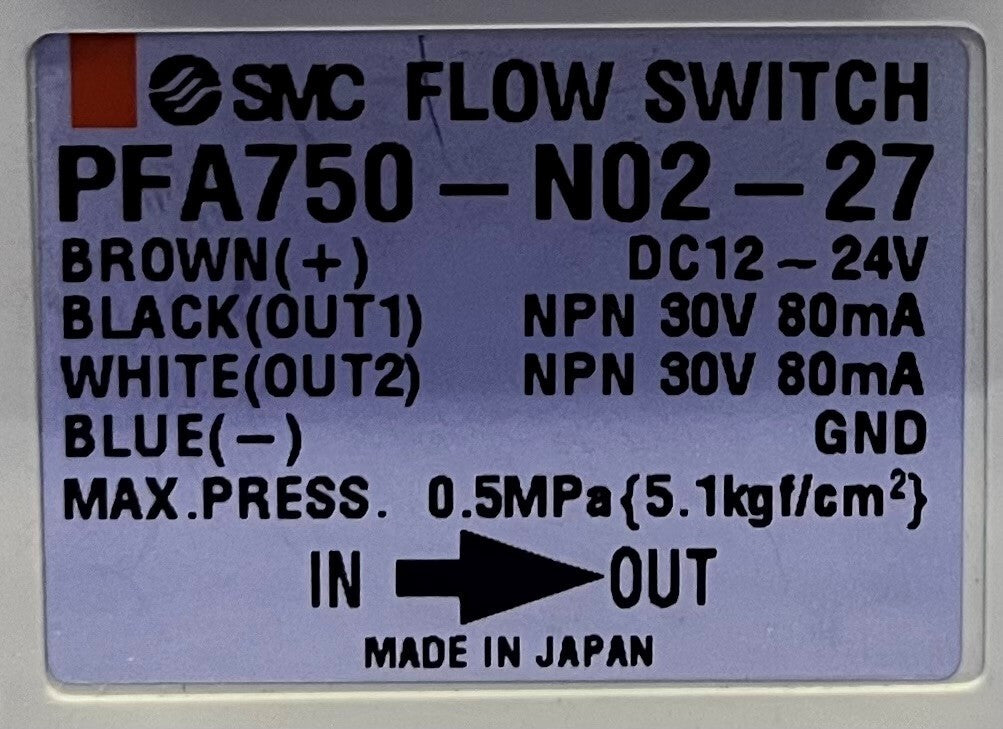 SMC FLOW SWITCH
PFA750-N02-27
BROWN(+) DC12~24V
BLACK(OUT1) NPN 30V 80mA
WHITE(OUT2) NPN 30V 80mA
BLUE(-) GND
MAX.PRESS. 0.5MPa{5.1kgf/cm²}
IN OUT
MADE IN JAPAN